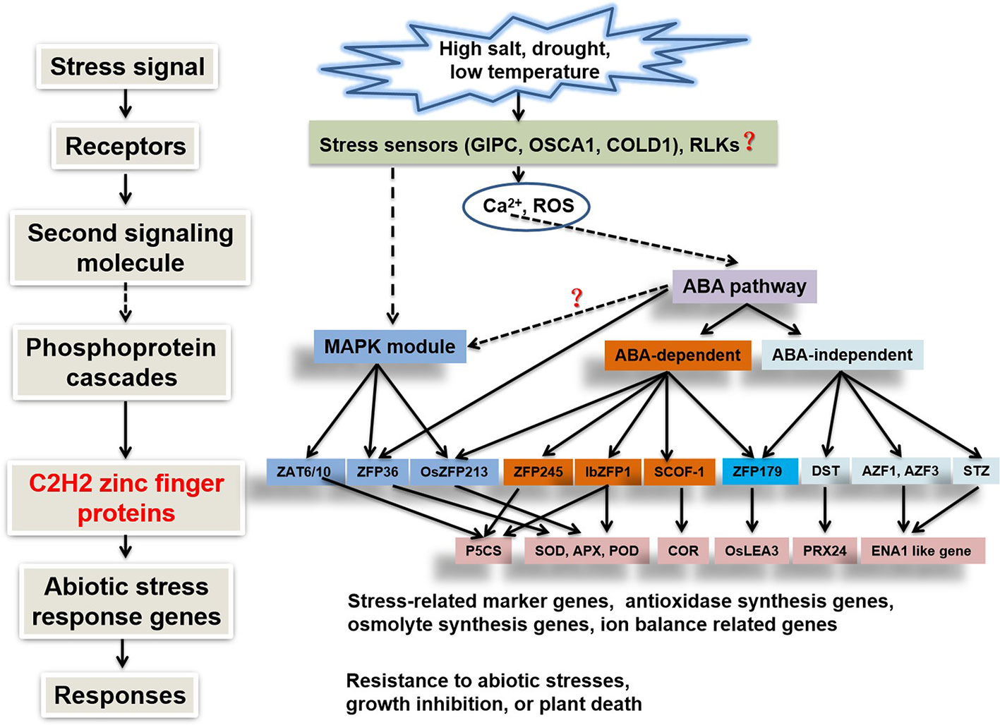 Stress signal
Receptors
Second signaling
molecule
Phosphoprotein
cascades
C2H2 zinc finger
proteins
Abiotic stress
response genes
Responses
High salt, drought,
low temperature
Stress sensors (GIPC, OSCA1, COLD1), RLKs ?
Ca²⁺, ROS
ABA pathway
?
MAPK module
ABA-dependent
ABA-independent
ZAT6/10
ZFP36
OsZFP213
ZFP245
IbZFP1
SCOF-1
ZFP179
DST
AZF1, AZF3
STZ
P5CS
SOD, APX, POD
COR
OsLEA3
PRX24
ENA1 like gene
Stress-related marker genes, antioxidase synthesis genes,
osmolyte synthesis genes, ion balance related genes
Resistance to abiotic stresses,
growth inhibition, or plant death